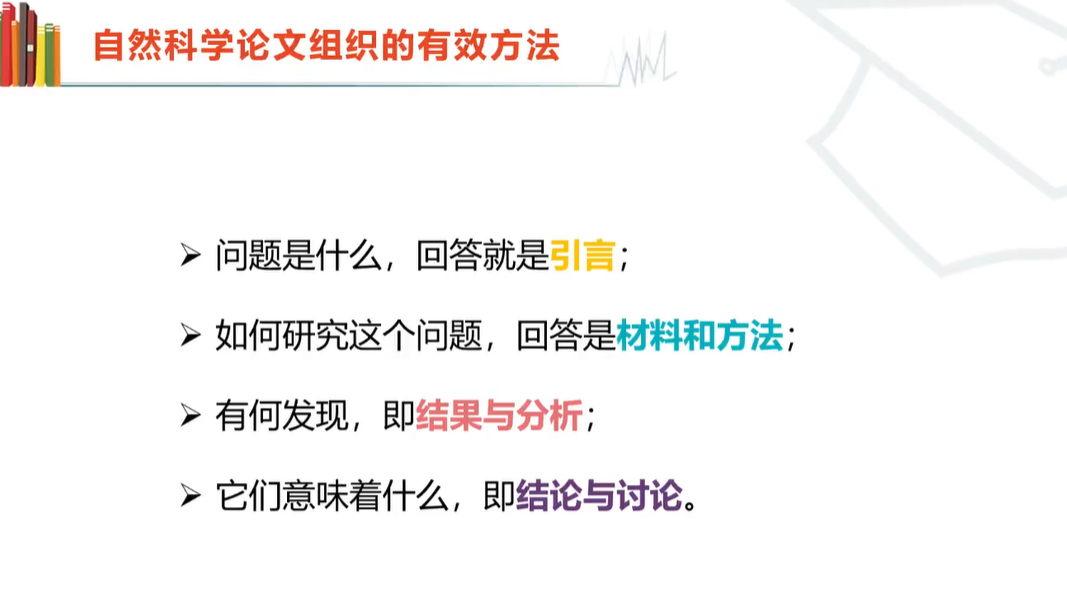 自然科学论文组织的有效方法
➢ 问题是什么，回答就是引言；
➢ 如何研究这个问题，回答是材料和方法；
➢ 有何发现，即结果与分析；
➢ 它们意味着什么，即结论与讨论。